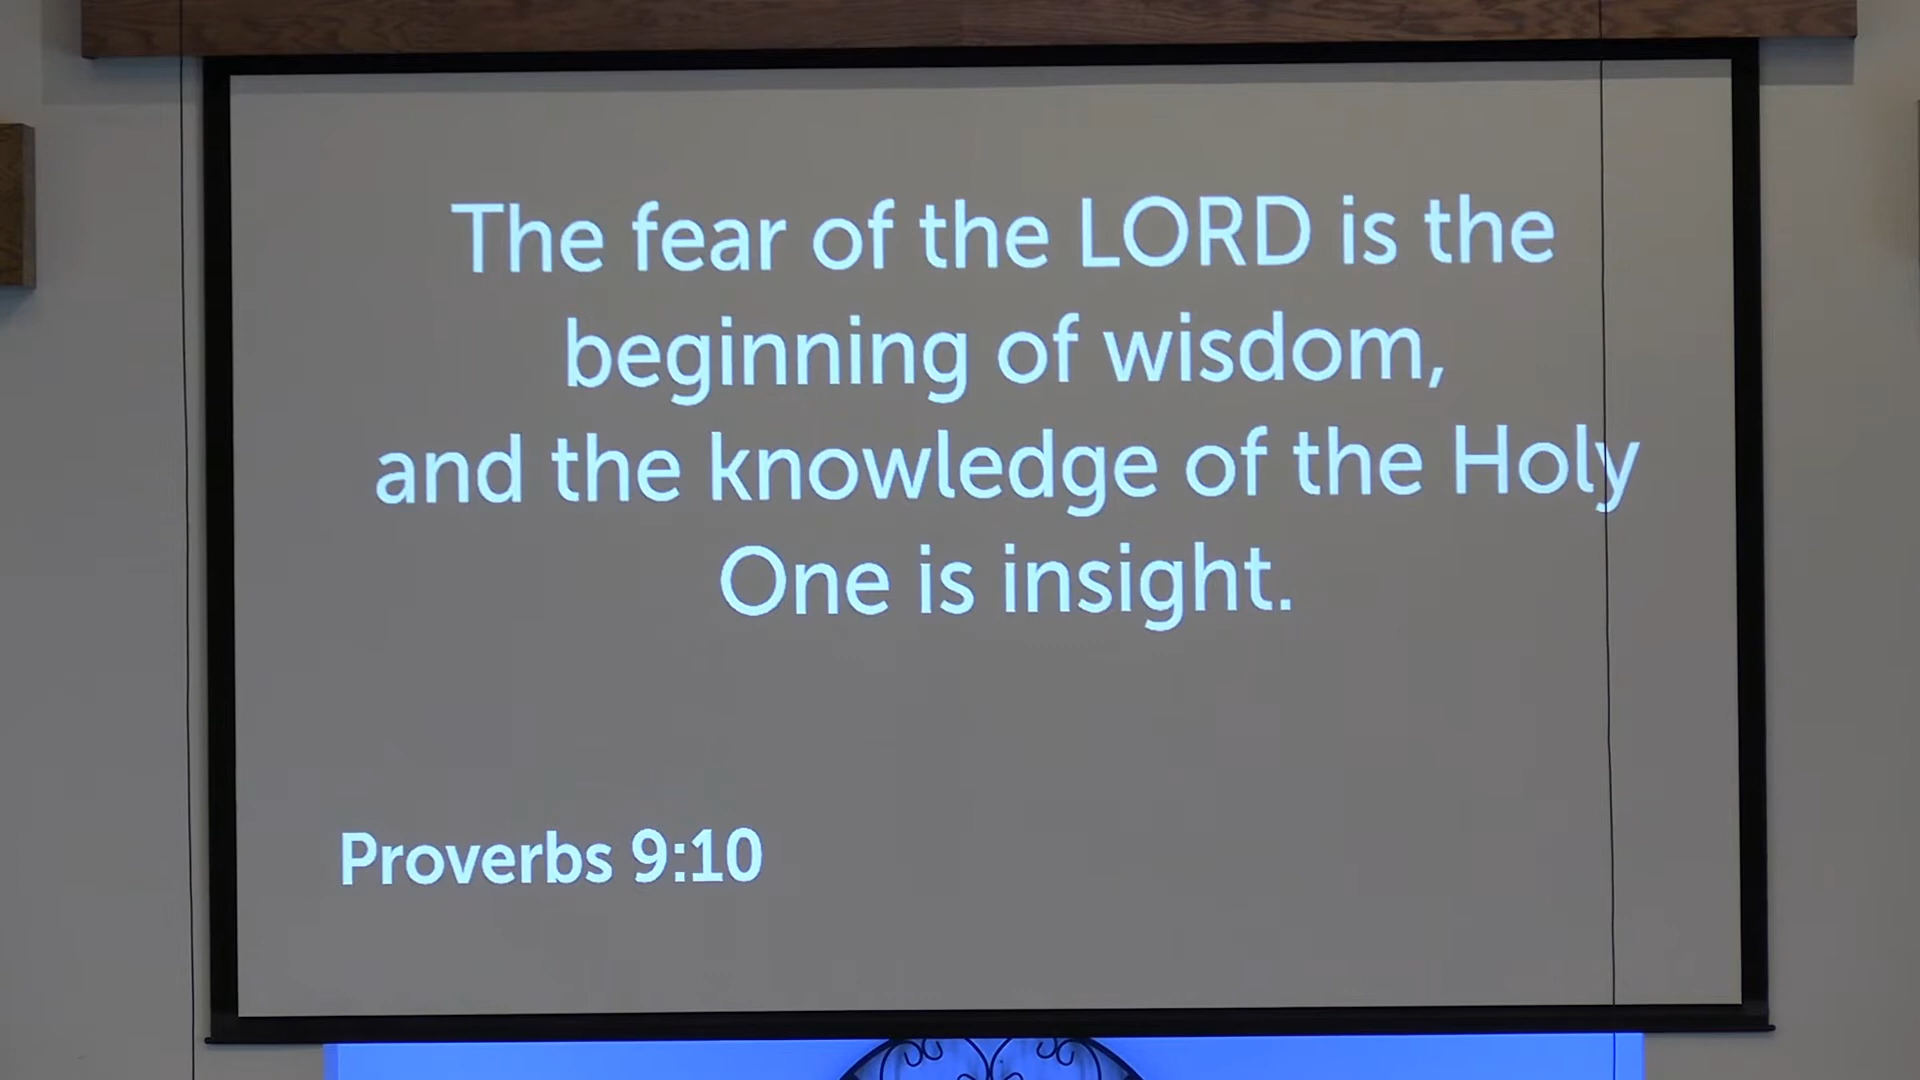 The fear of the LORD is the
beginning of wisdom,
and the knowledge of the Holy
One is insight.
Proverbs 9:10